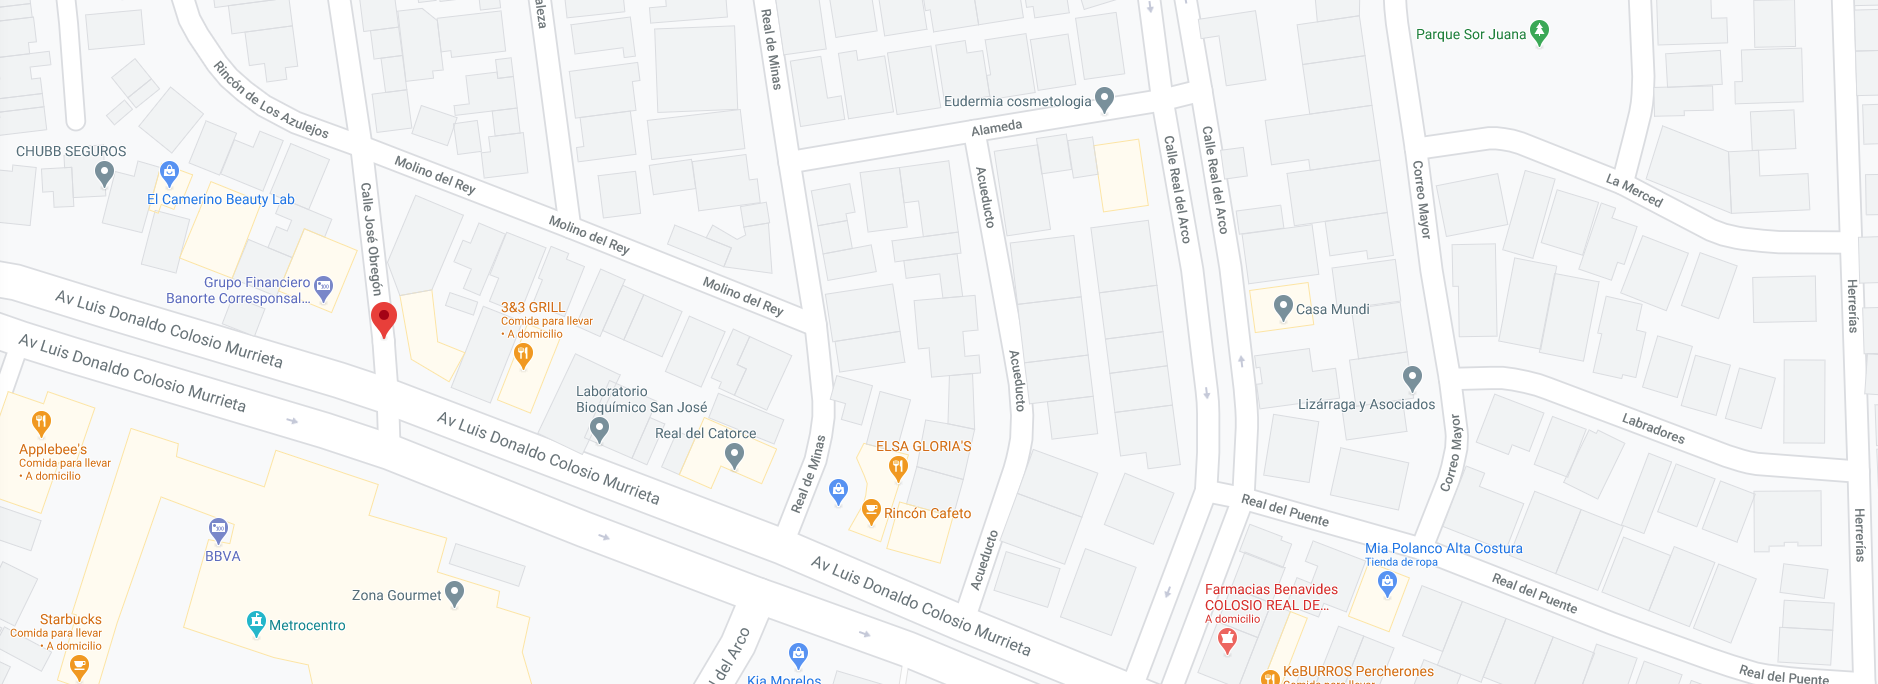 aleza
Real de Minas
Parque Sor Juana
Rincón de Los Azulejos
Eudermia cosmetologia
Alameda
CHUBB SEGUROS
El Camerino Beauty Lab
Molino del Rey
Calle José Obregón
Molino del Rey
Molino del Rey
Acueducto
Calle Real del Arco
Calle Real del Arco
Correo Mayor
La Merced
Grupo Financiero
Banorte Corresponsal...
Av Luis Donaldo Colosio Murrieta
Av Luis Donaldo Colosio Murrieta
3&3 GRILL
Comida para llevar
• A domicilio
Casa Mundi
Herrerías
Laboratorio
Bioquímico San José
Acueducto
Lizárraga y Asociados
Labradores
Correo Mayor
Applebee's
Comida para llevar
• A domicilio
Av Luis Donaldo Colosio Murrieta
Real del Catorce
Real de Minas
ELSA GLORIA'S
Rincón Cafeto
Real del Puente
Herrerías
BBVA
Acueducto
Av Luis Donaldo Colosio Murrieta
Mia Polanco Alta Costura
Tienda de ropa
Real del Puente
Zona Gourmet
Farmacias Benavides
COLOSIO REAL DE...
A domicilio
Starbucks
Comida para llevar
• A domicilio
Metrocentro
l del Arco
Kia Morelos
KeBURROS Percherones
Comida para llevar
Real del Puente